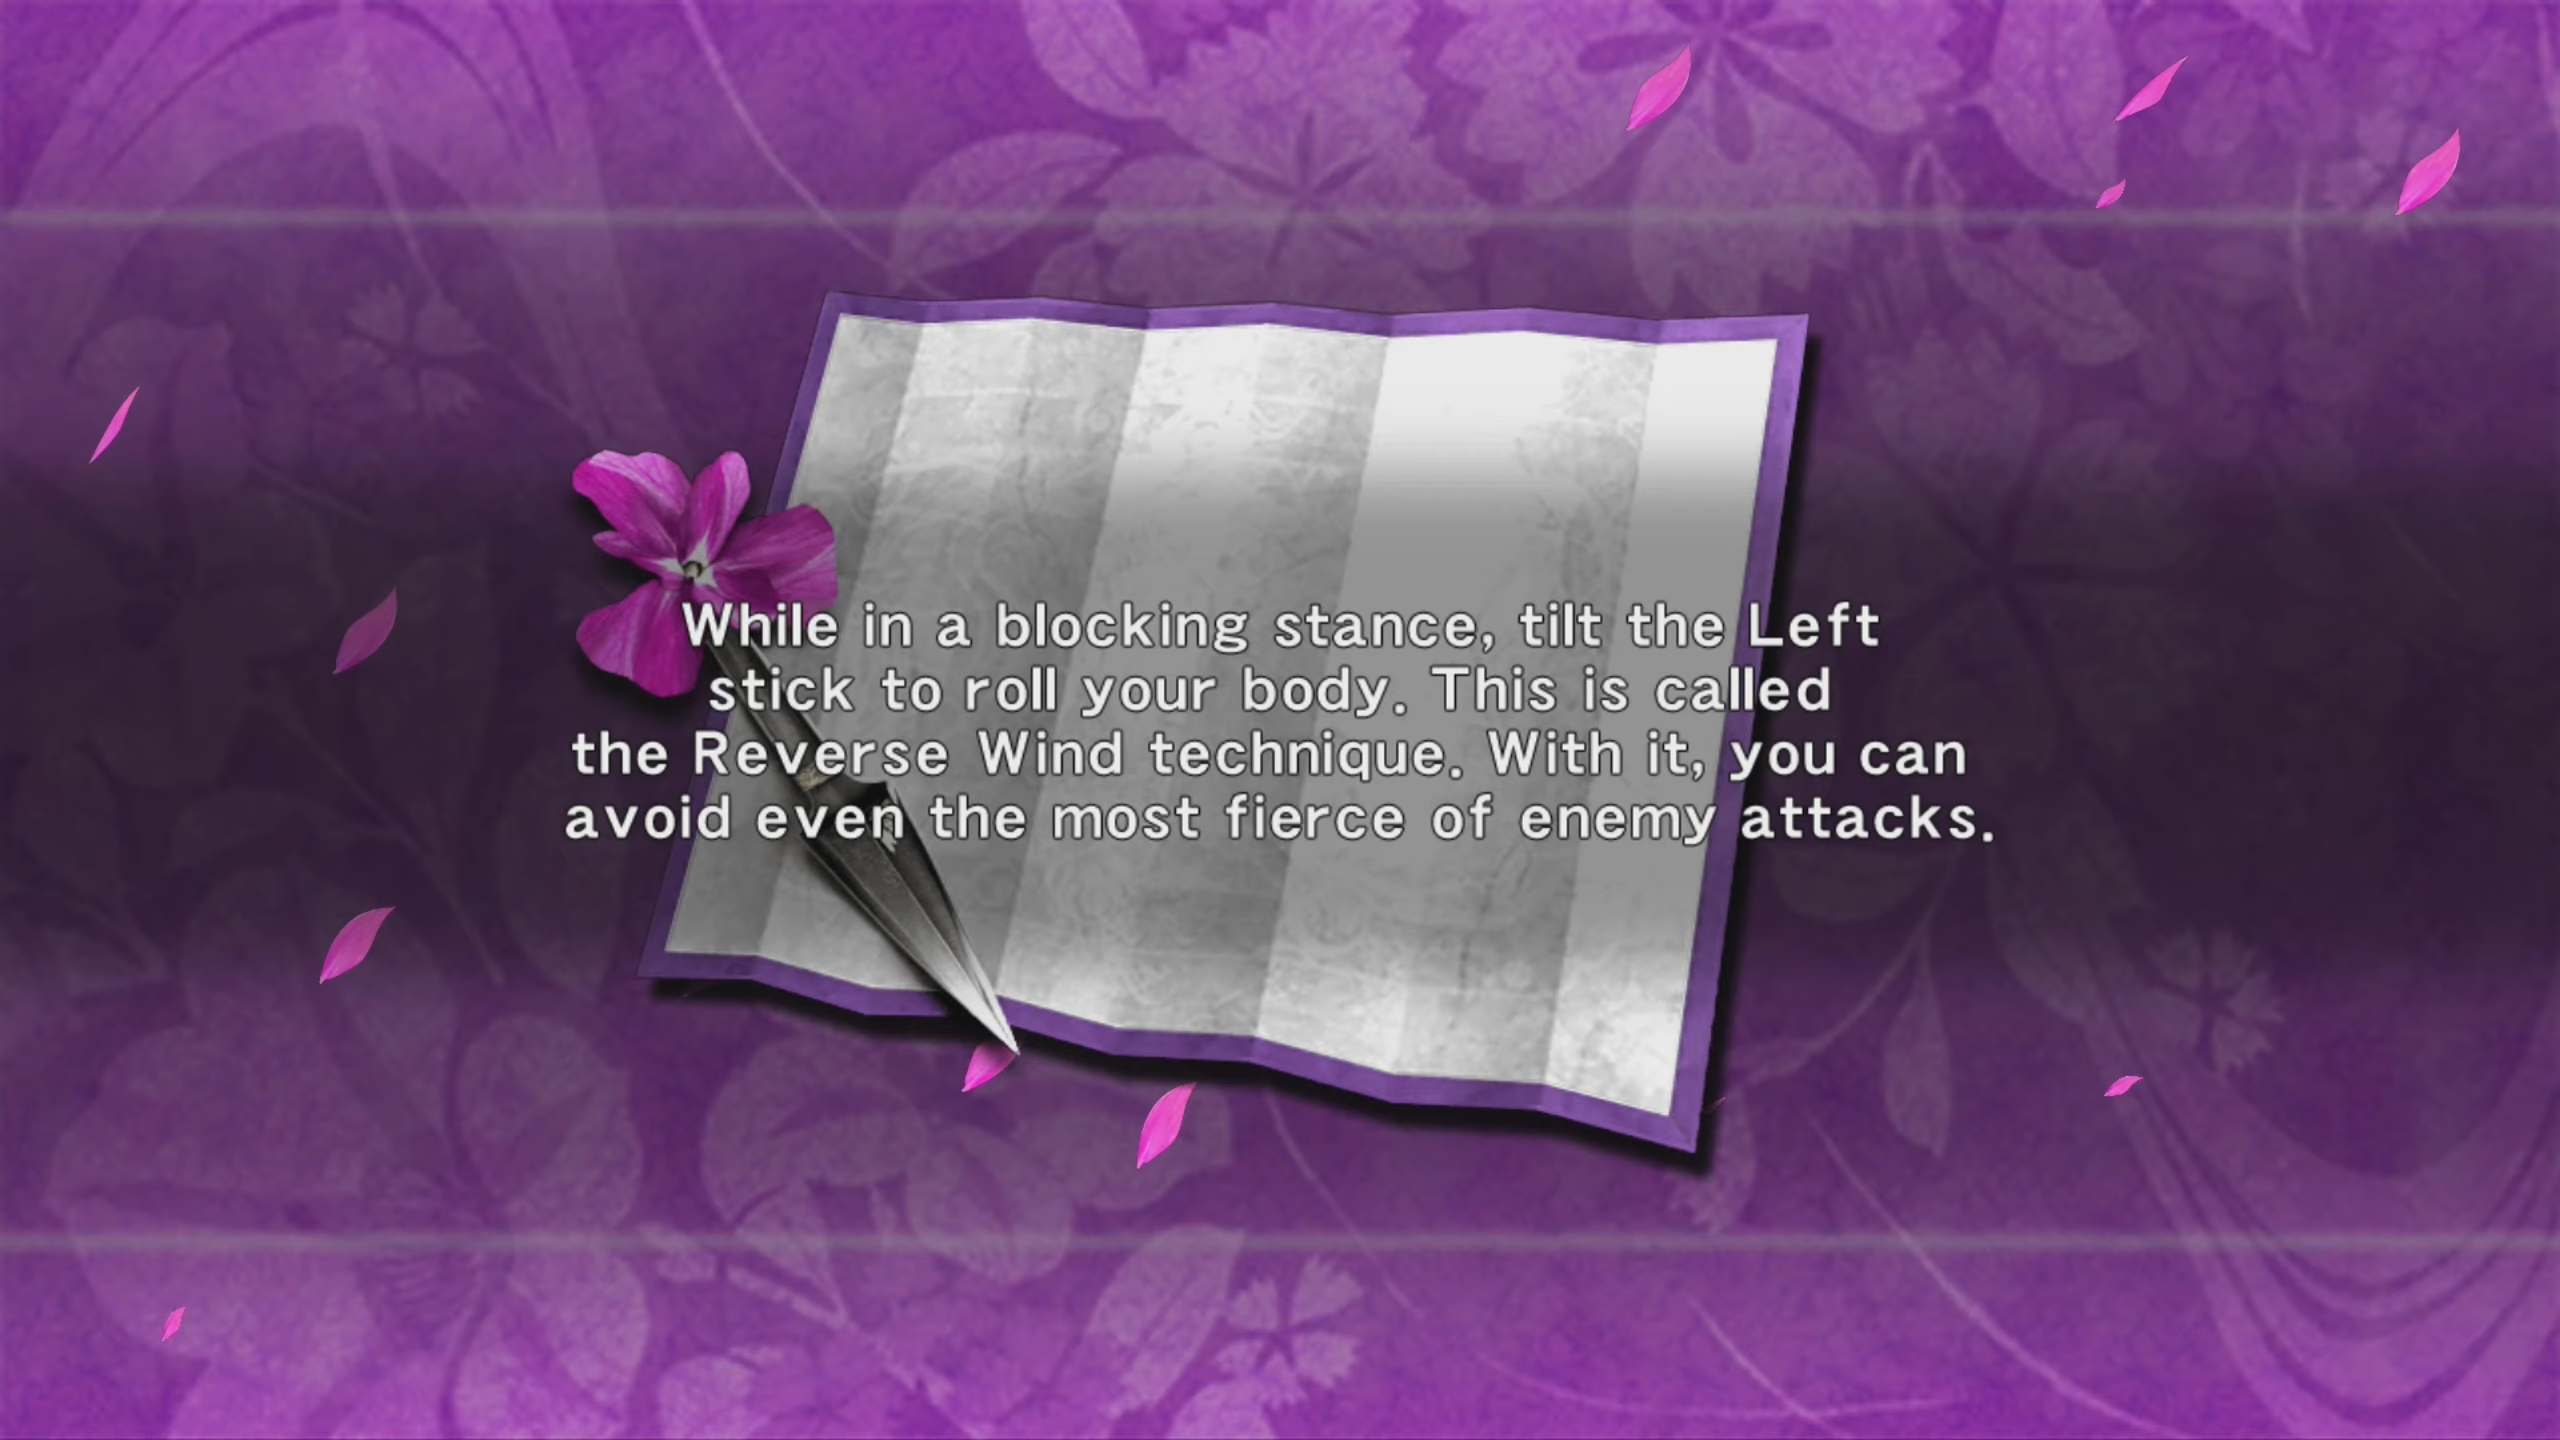 While in a blocking stance, tilt the Left
stick to roll your body. This is called
the Reverse Wind technique. With it, you can
avoid even the most fierce of enemy attacks.